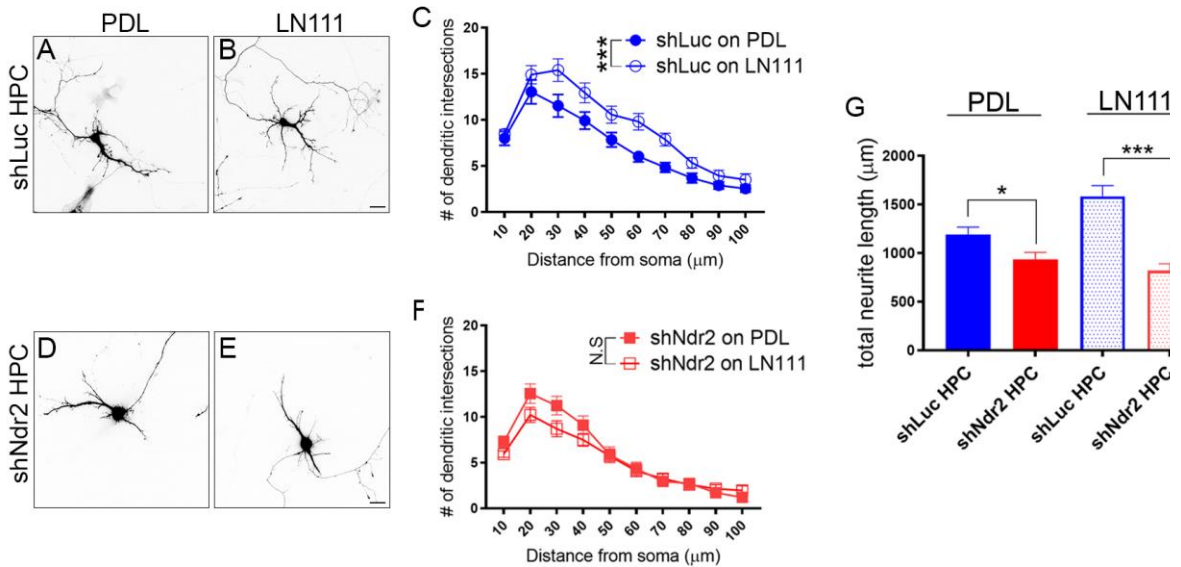 PDL
LN111
shLuc HPC
A
B
C
# of dendritic intersections
20
15
10
5
0
***
shLuc on PDL
shLuc on LN111
10 20 30 40 50 60 70 80 90 100
Distance from soma (μm)
shNdr2 HPC
D
E
F
# of dendritic intersections
20
15
10
5
0
N.S
shNdr2 on PDL
shNdr2 on LN111
10 20 30 40 50 60 70 80 90 100
Distance from soma (μm)
G
PDL
LN111
total neurite length (μm)
2000
1500
1000
500
0
*
***
shLuc HPC
shNdr2 HPC
shLuc HPC
shNdr2 HPC